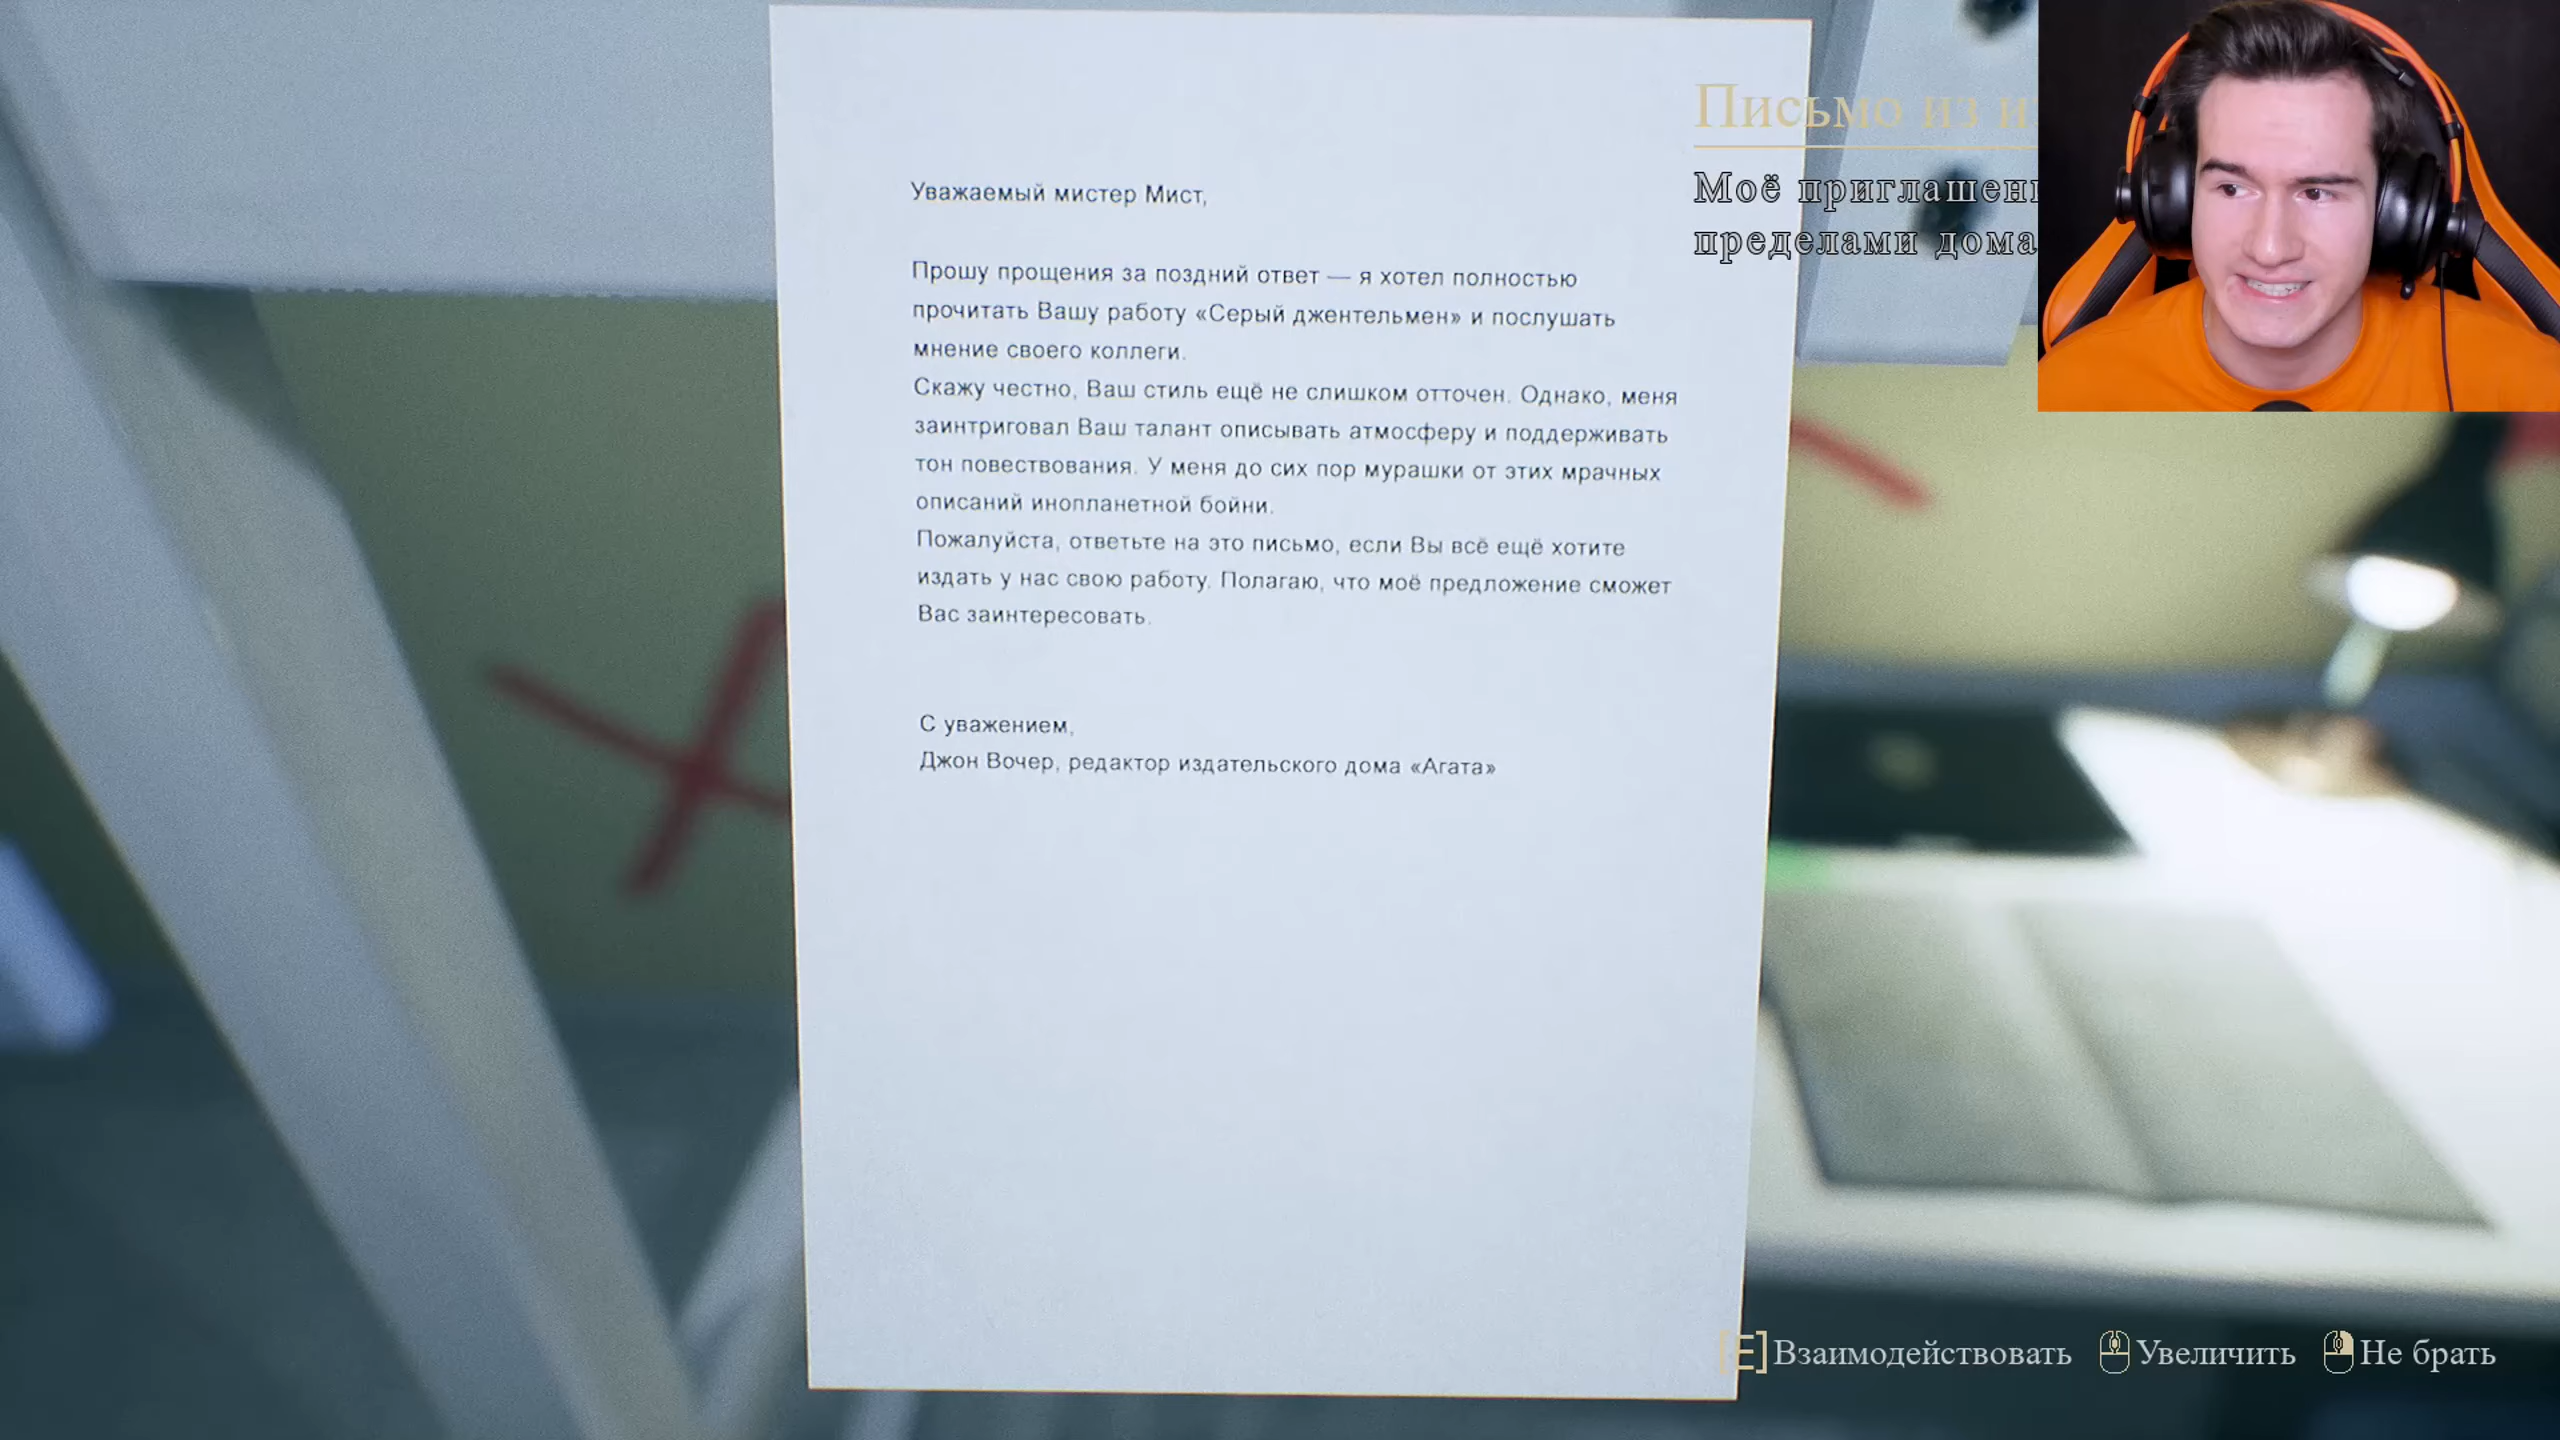 Уважаемый мистер Мист,
Прошу прощения за поздний ответ — я хотел полностью
прочитать Вашу работу «Серый джентельмен» и послушать
мнение своего коллеги.
Скажу честно, Ваш стиль ещё не слишком отточен. Однако, меня
заинтриговал Ваш талант описывать атмосферу и поддерживать
тон повествования. У меня до сих пор мурашки от этих мрачных
описаний инопланетной бойни.
Пожалуйста, ответьте на это письмо, если Вы всё ещё хотите
издать у нас свою работу. Полагаю, что моё предложение сможет
Вас заинтересовать.
С уважением,
Джон Вочер, редактор издательского дома «Агата»
Письмо из
Моё
пределами дома
[E] Взаимодействовать Увеличить Не брать